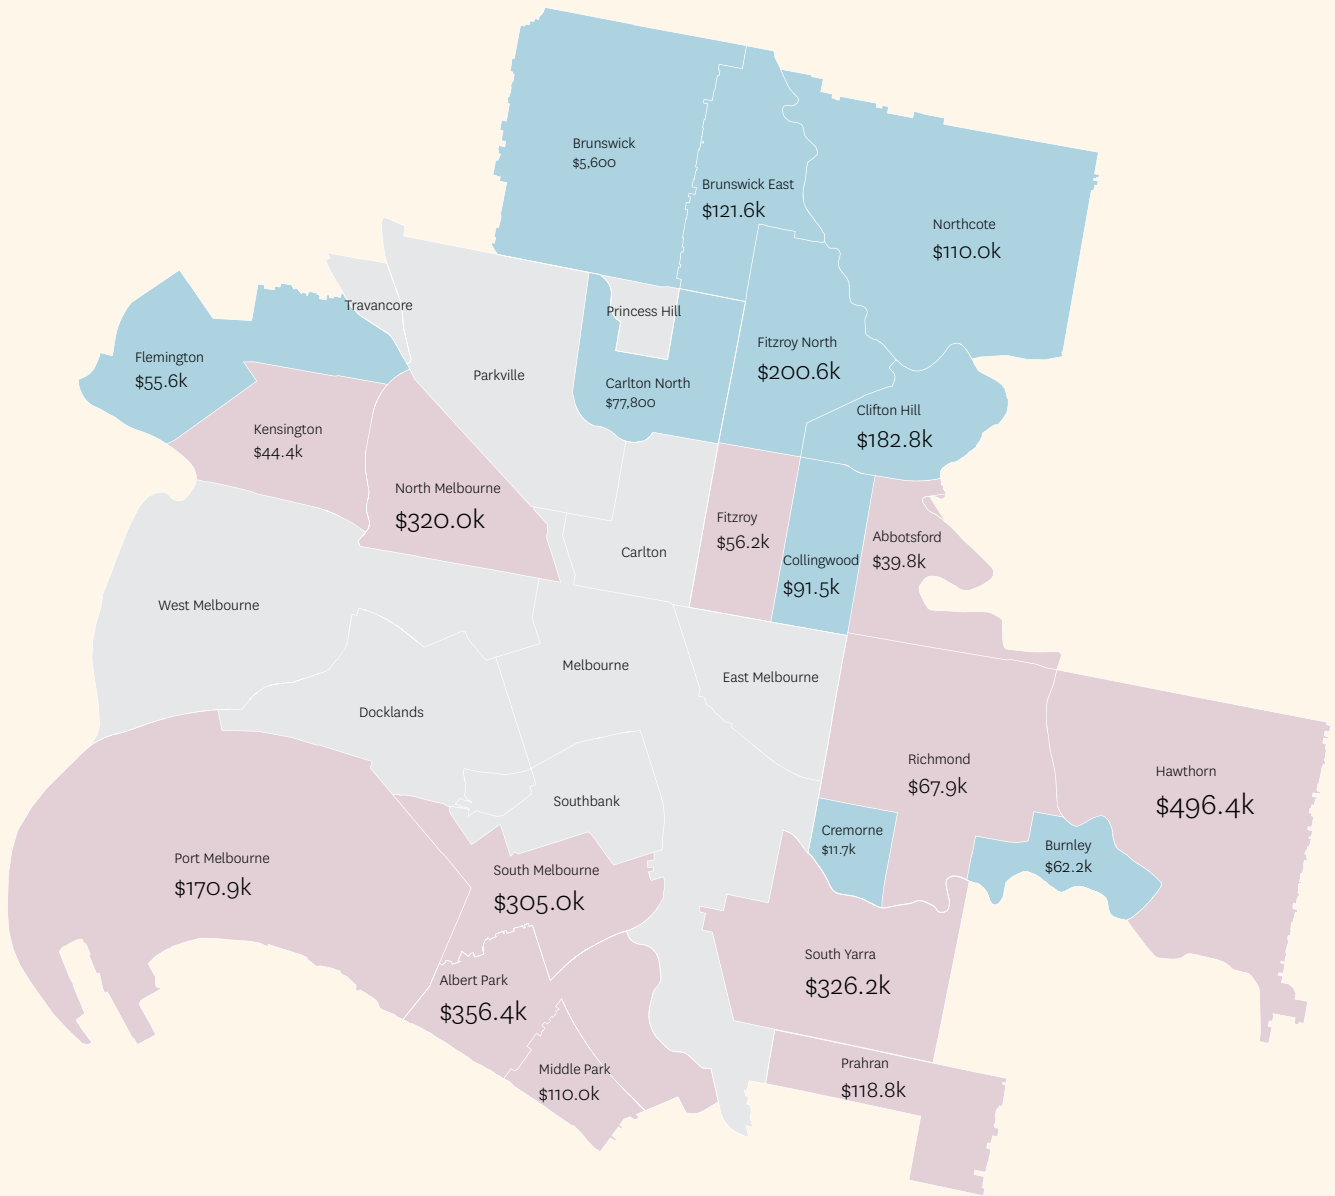 Brunswick
$5,600
Brunswick East
$121.6k
Northcote
$110.0k
Travancore
Princess Hill
Flemington
$55.6k
Parkville
Carlton North
$77,800
Fitzroy North
$200.6k
Clifton Hill
$182.8k
Kensington
$44.4k
North Melbourne
$320.0k
Fitzroy
$56.2k
Carlton
Collingwood
$91.5k
Abbotsford
$39.8k
West Melbourne
Melbourne
East Melbourne
Docklands
Southbank
Richmond
$67.9k
Hawthorn
$496.4k
Cremorne
$11.7k
Burnley
$62.2k
Port Melbourne
$170.9k
South Melbourne
$305.0k
South Yarra
$326.2k
Albert Park
$356.4k
Middle Park
$110.0k
Prahran
$118.8k